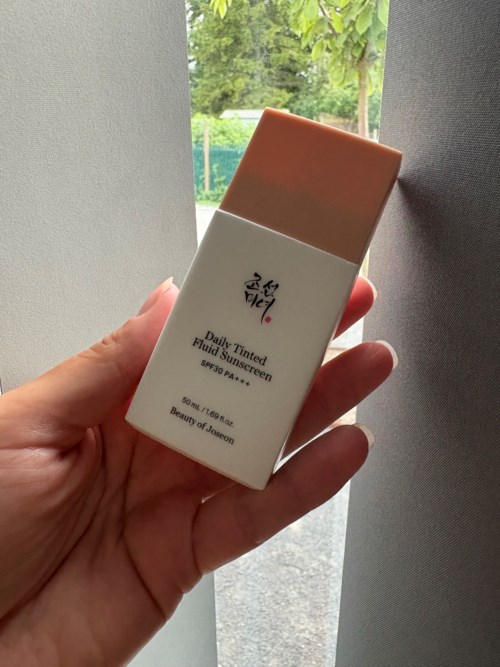 조선
미녀
Daily Tinted
Fluid Sunscreen
SPF30 PA+++
50 mL / 1.69 fl.oz.
Beauty of Joseon